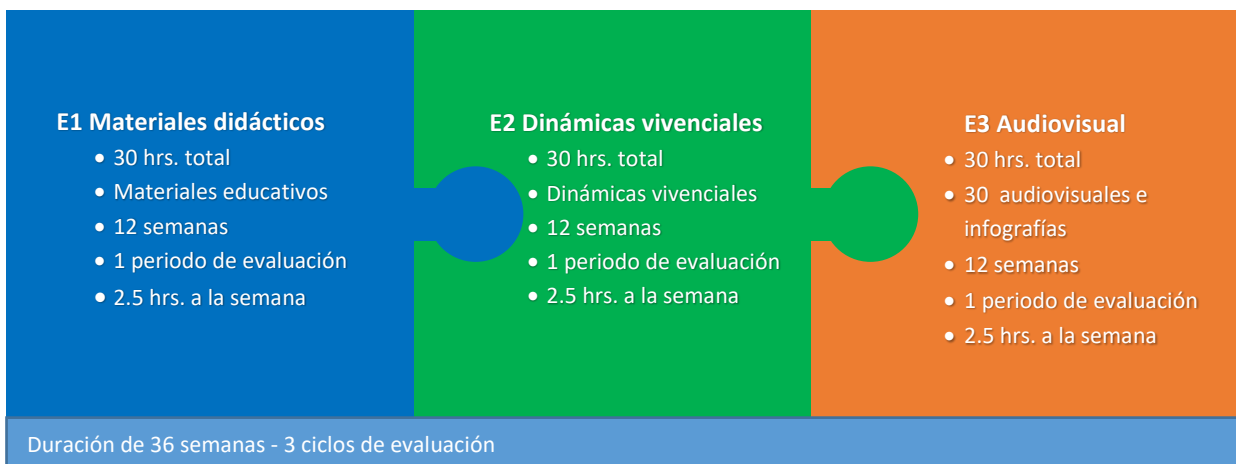 E1 Materiales didácticos
• 30 hrs. total
• Materiales educativos
• 12 semanas
• 1 periodo de evaluación
• 2.5 hrs. a la semana
E2 Dinámicas vivenciales
• 30 hrs. total
• Dinámicas vivenciales
• 12 semanas
• 1 periodo de evaluación
• 2.5 hrs. a la semana
E3 Audiovisual
• 30 hrs. total
• 30 audiovisuales e
infografías
• 12 semanas
• 1 periodo de evaluación
• 2.5 hrs. a la semana
Duración de 36 semanas - 3 ciclos de evaluación